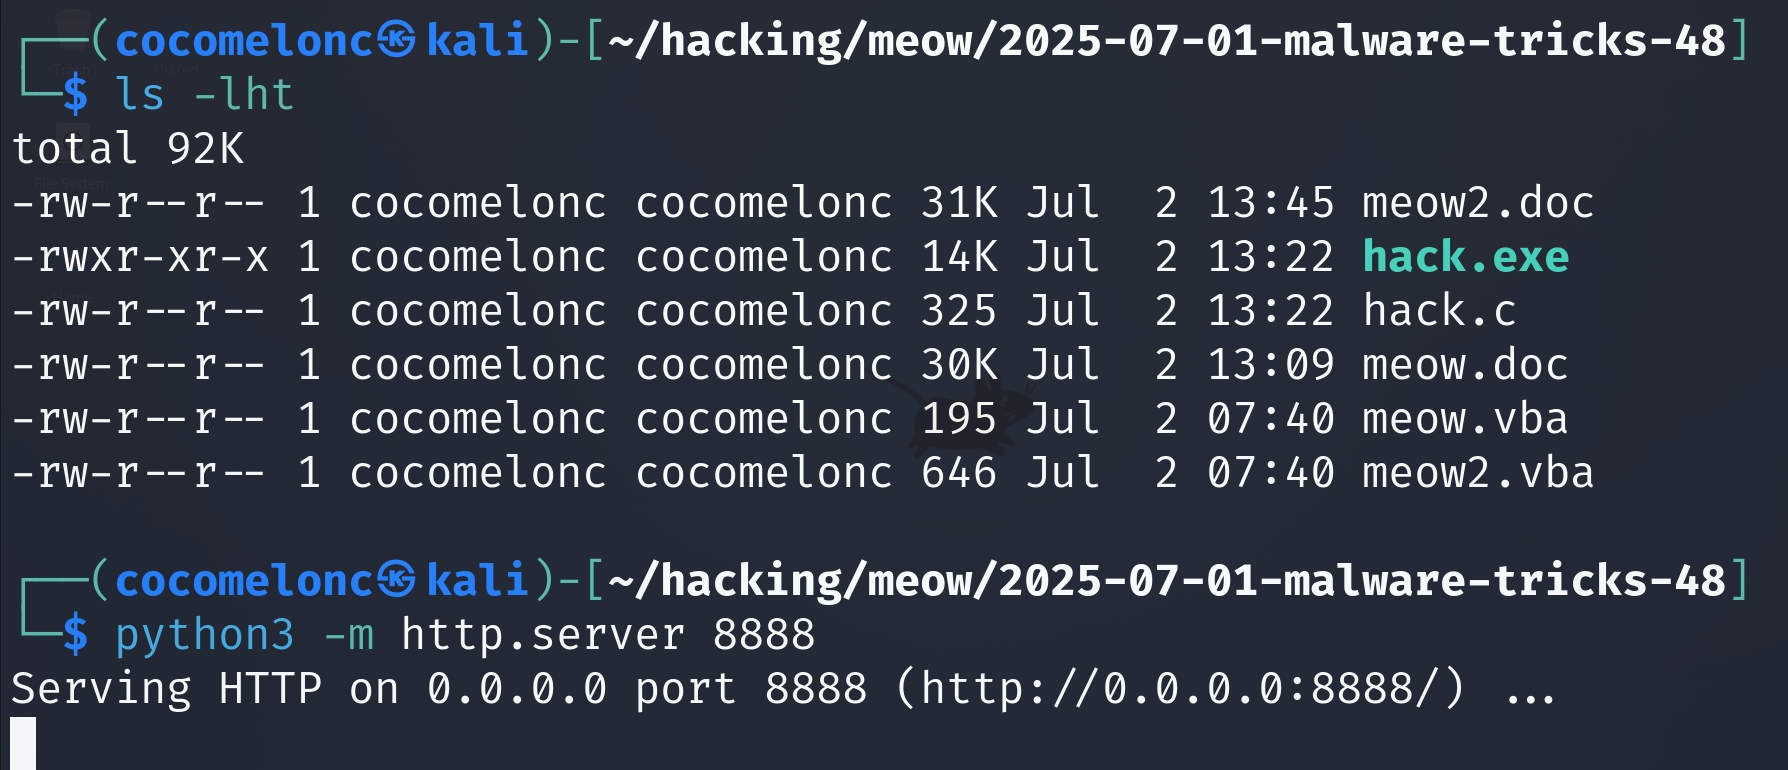 ┌──(cocomelonc㉿kali)-[~/hacking/meow/2025-07-01-malware-tricks-48]
└─$ ls -lht
total 92K
-rw-r--r-- 1 cocomelonc cocomelonc 31K Jul  2 13:45 meow2.doc
-rwxr-xr-x 1 cocomelonc cocomelonc 14K Jul  2 13:22 hack.exe
-rw-r--r-- 1 cocomelonc cocomelonc 325 Jul  2 13:22 hack.c
-rw-r--r-- 1 cocomelonc cocomelonc 30K Jul  2 13:09 meow.doc
-rw-r--r-- 1 cocomelonc cocomelonc 195 Jul  2 07:40 meow.vba
-rw-r--r-- 1 cocomelonc cocomelonc 646 Jul  2 07:40 meow2.vba
┌──(cocomelonc㉿kali)-[~/hacking/meow/2025-07-01-malware-tricks-48]
└─$ python3 -m http.server 8888
Serving HTTP on 0.0.0.0 port 8888 (http://0.0.0.0:8888/) ...
Trash
shared
File System